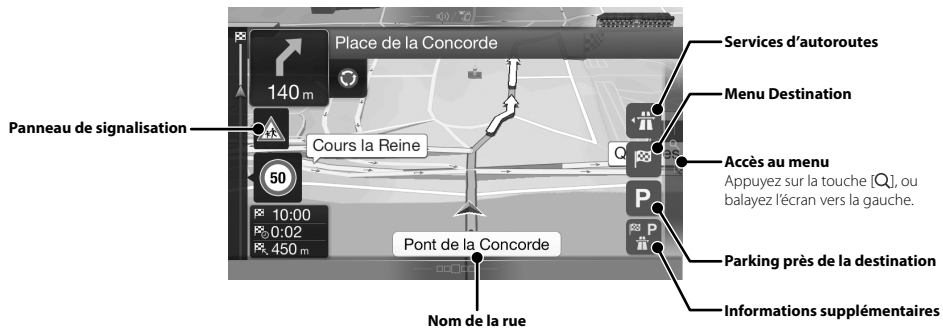 Place de la Concorde
140 m
Cours la Reine
50
10:00
0:02
450 m
Pont de la Concorde
P
P
Panneau de signalisation
Nom de la rue
Services d'autoroutes
Menu Destination
Accès au menu
Appuyez sur la touche [Q], ou
balayez l'écran vers la gauche.
Parking près de la destination
Informations supplémentaires